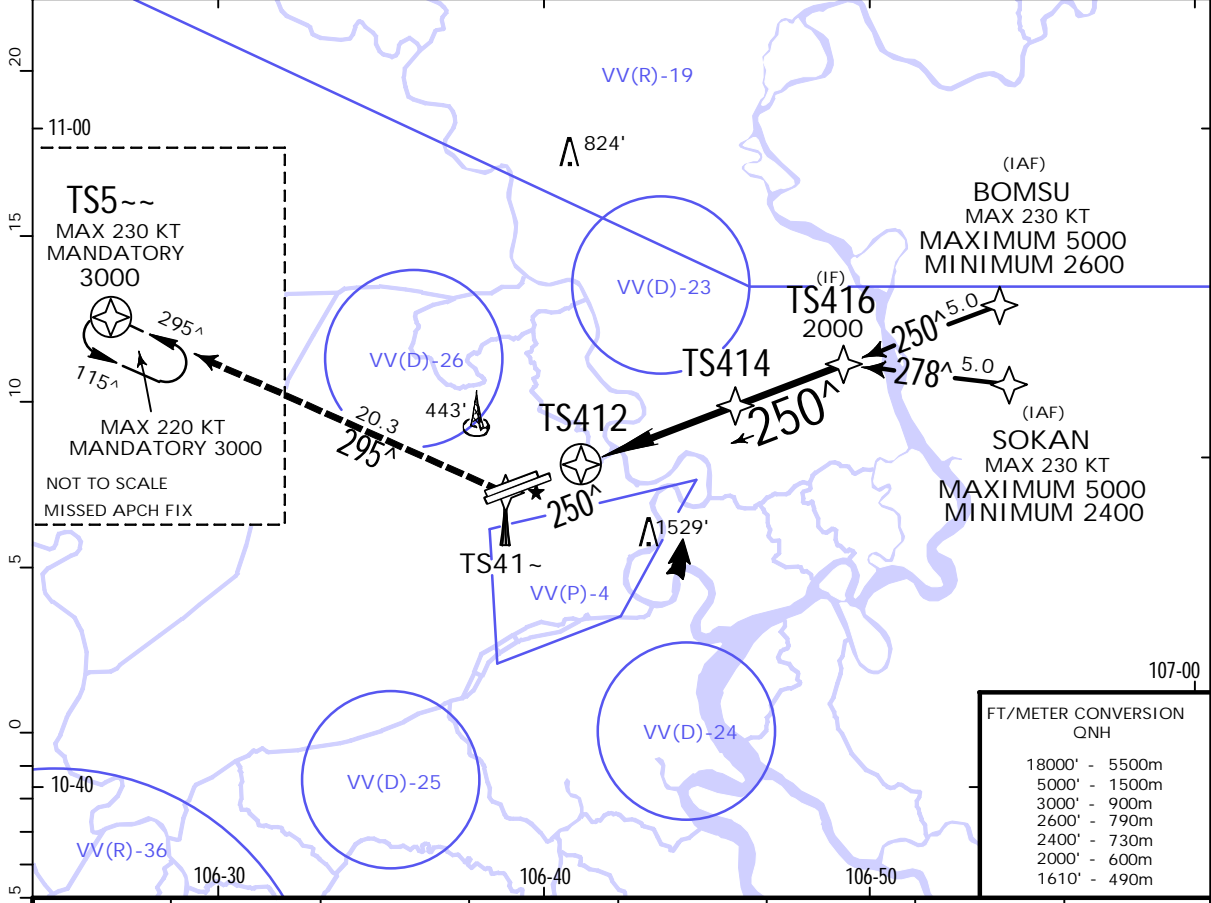 20
VV(R)-19
11-00
824'
(IAF)
BOMSU
MAX 230 KT
MAXIMUM 5000
MINIMUM 2600
TS5~~
MAX 230 KT
MANDATORY
3000
15
VV(D)-23
(IF)
TS416
2000
250^
5.0
278^
5.0
295^
115^
MAX 220 KT
MANDATORY 3000
NOT TO SCALE
MISSED APCH FIX
VV(D)-26
TS414
10
20.3
295^
443'
TS412
250^
(IAF)
SOKAN
MAX 230 KT
MAXIMUM 5000
MINIMUM 2400
250^
1529'
TS41~
5
VV(P)-4
107-00
0
VV(D)-24
VV(D)-25
10-40
VV(R)-36
5
106-30
106-40
106-50
FT/METER CONVERSION
QNH
18000' - 5500m
5000' - 1500m
3000' - 900m
2600' - 790m
2400' - 730m
2000' - 600m
1610' - 490m